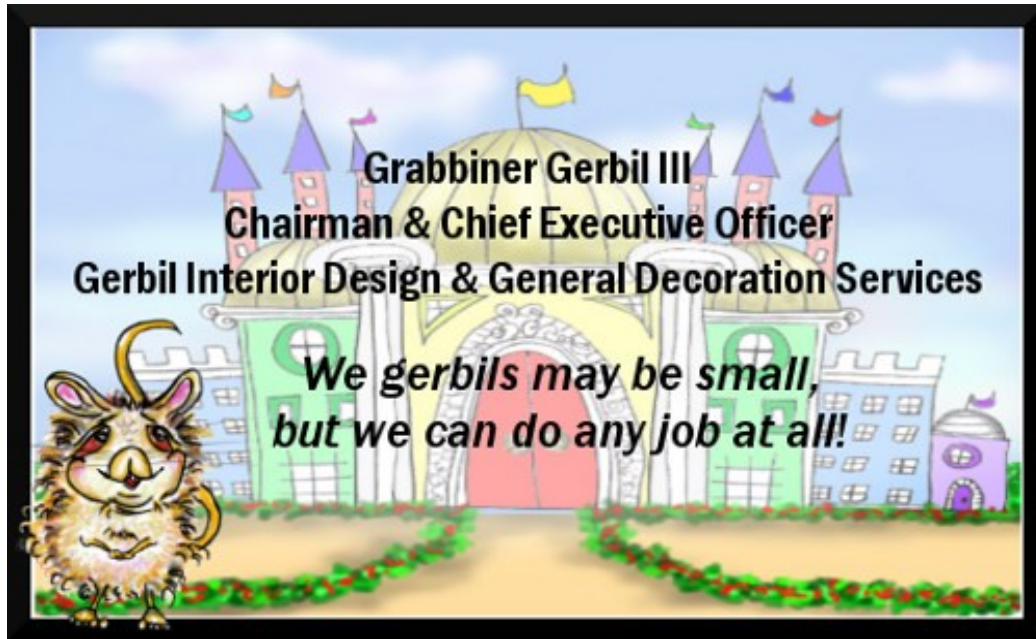 Grabbiner Gerbil III
Chairman & Chief Executive Officer
Gerbil Interior Design & General Decoration Services
We gerbils may be small,
but we can do any job at all!